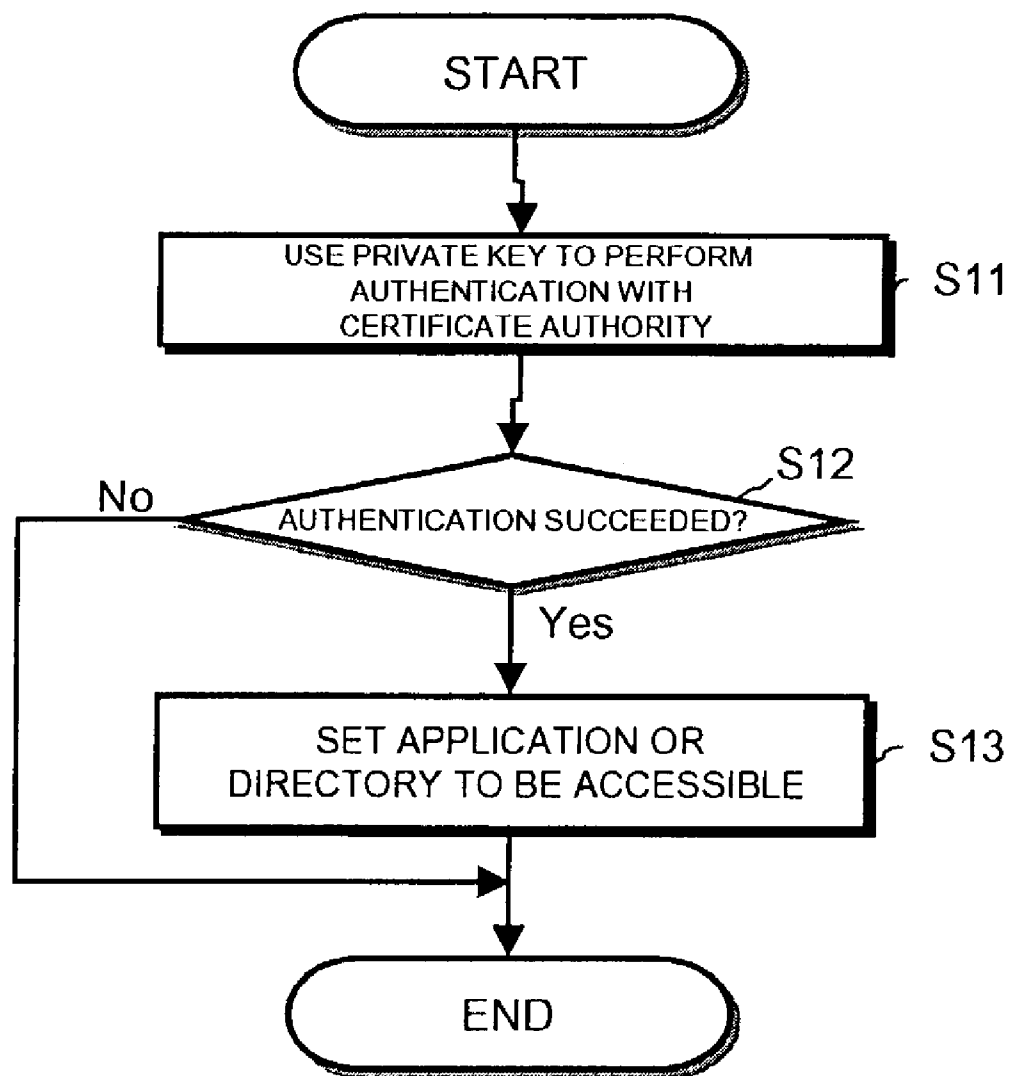 START
USE PRIVATE KEY TO PERFORM
AUTHENTICATION WITH
CERTIFICATE AUTHORITY
S11
S12
No
AUTHENTICATION SUCCEEDED?
Yes
SET APPLICATION OR
DIRECTORY TO BE ACCESSIBLE
S13
END